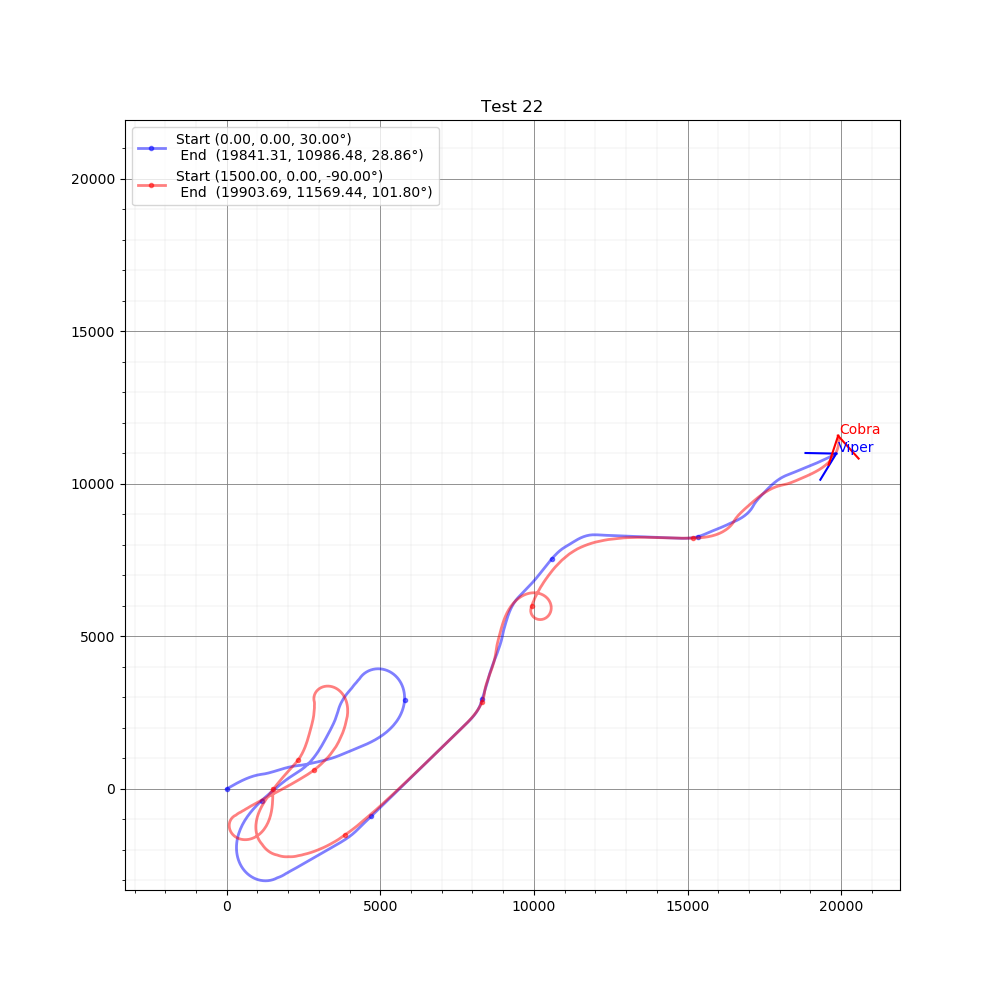 Test 22
Start (0.00, 0.00, 30.00°)
End  (19841.31, 10986.48, 28.86°)
Start (1500.00, 0.00, -90.00°)
End  (19903.69, 11569.44, 101.80°)
20000
15000
10000
5000
0
Cobra
Viper
0
5000
10000
15000
20000